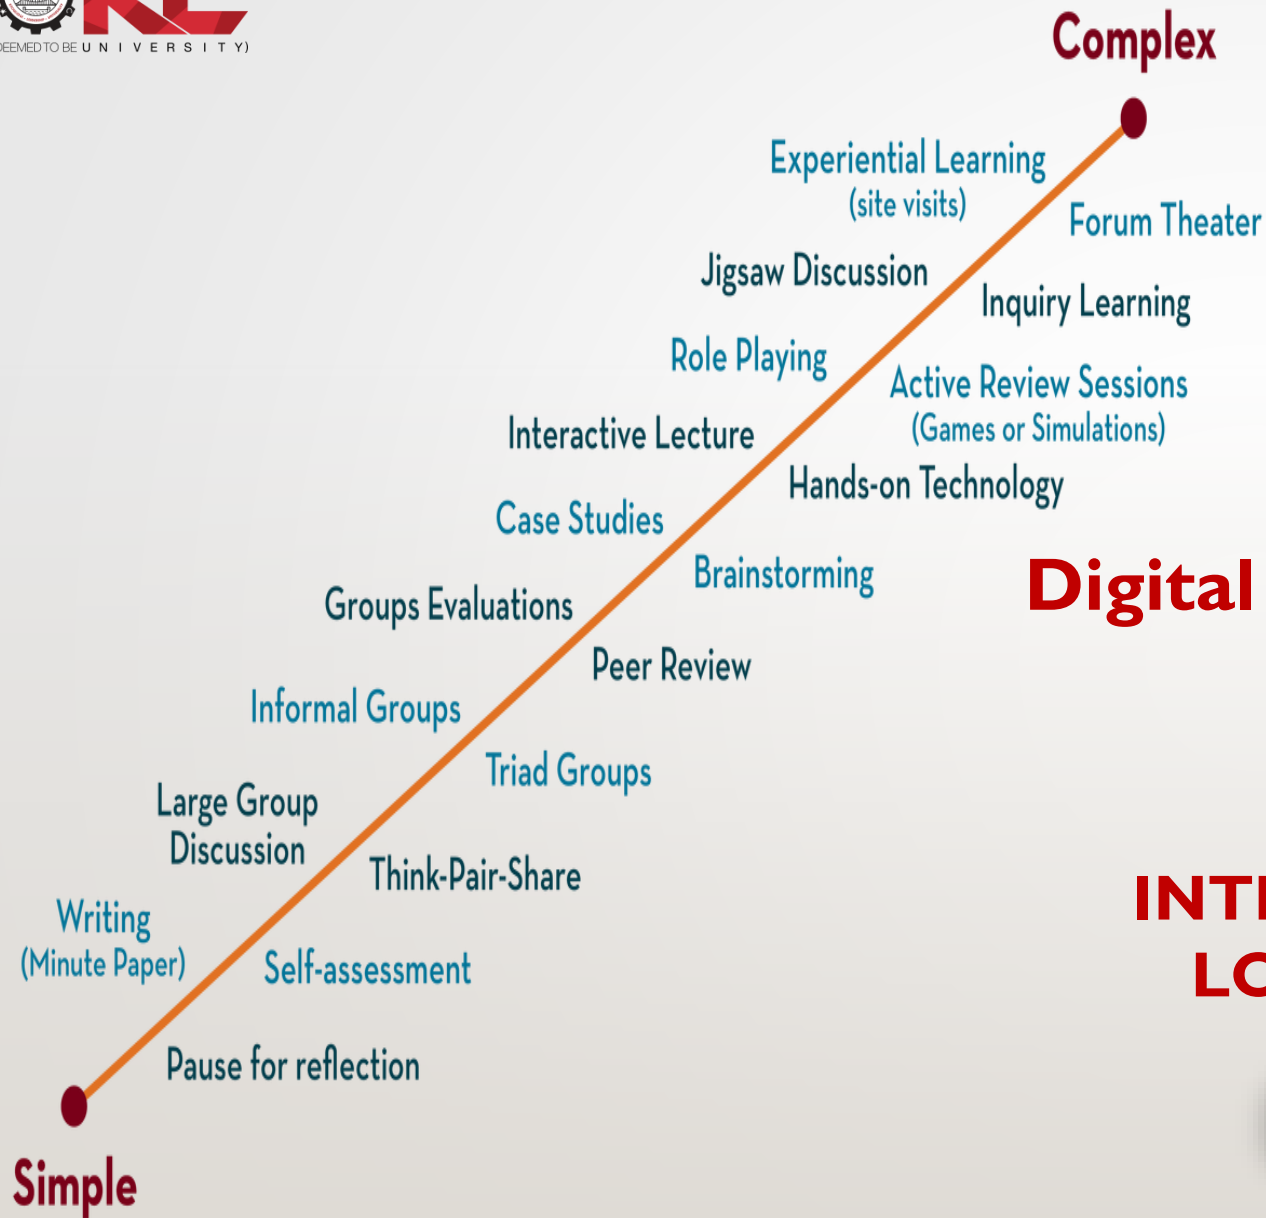 (DEEMED TO BE UNIVERSITY)
Complex
Experiential Learning
(site visits)
Forum Theater
Jigsaw Discussion
Inquiry Learning
Role Playing
Active Review Sessions
(Games or Simulations)
Interactive Lecture
Hands-on Technology
Case Studies
Brainstorming
Digital
Groups Evaluations
Peer Review
Informal Groups
Triad Groups
Large Group
Discussion
Think-Pair-Share
Writing
(Minute Paper)
Self-assessment
Pause for reflection
Simple